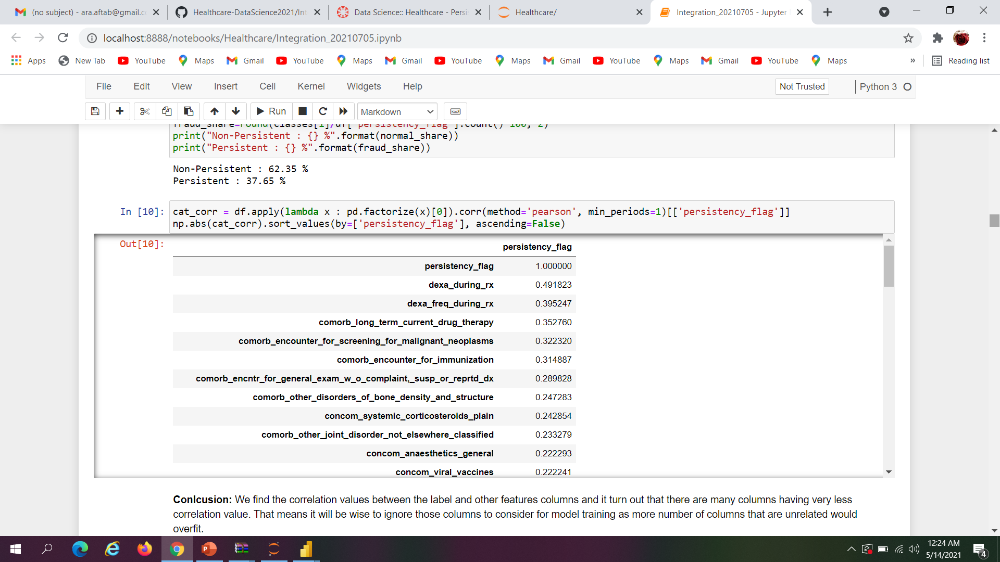 (no subject) - ara.aftab@gmail.c
Healthcare-DataScience2021/Int
Data Science:: Healthcare - Persis
Healthcare/
Integration_20210705 - Jupyter
localhost:8888/notebooks/Healthcare/Integration_20210705.ipynb
Apps New Tab YouTube Maps Gmail YouTube Maps Gmail YouTube Maps Gmail YouTube Maps Gmail YouTube Maps » Reading list
File Edit View Insert Cell Kernel Widgets Help Not Trusted Python 3
Run Markdown
fraud_share=round(classes[1]/df['persistency_flag'].count()*100, 2)
print("Non-Persistent : {} %".format(normal_share))
print("Persistent : {} %".format(fraud_share))
Non-Persistent : 62.35 %
Persistent : 37.65 %
In [10]: cat_corr = df.apply(lambda x : pd.factorize(x)[0]).corr(method='pearson', min_periods=1)[['persistency_flag']]
np.abs(cat_corr).sort_values(by=['persistency_flag'], ascending=False)
Out[10]:
persistency_flag
persistency_flag 1.000000
dexa_during_rx 0.491823
dexa_freq_during_rx 0.395247
comorb_long_term_current_drug_therapy 0.352760
comorb_encounter_for_screening_for_malignant_neoplasms 0.322320
comorb_encounter_for_immunization 0.314887
comorb_encntr_for_general_exam_w_o_complaint,_susp_or_reprtd_dx 0.289828
comorb_other_disorders_of_bone_density_and_structure 0.247283
concom_systemic_corticosteroids_plain 0.242854
comorb_other_joint_disorder_not_elsewhere_classified 0.233279
concom_anaesthetics_general 0.222293
concom_viral_vaccines 0.222241
Conlcusion: We find the correlation values between the label and other features columns and it turn out that there are many columns having very less
correlation value. That means it will be wise to ignore those columns to consider for model training as more number of columns that are unrelated would
overfit.
12:24 AM
5/14/2021
4